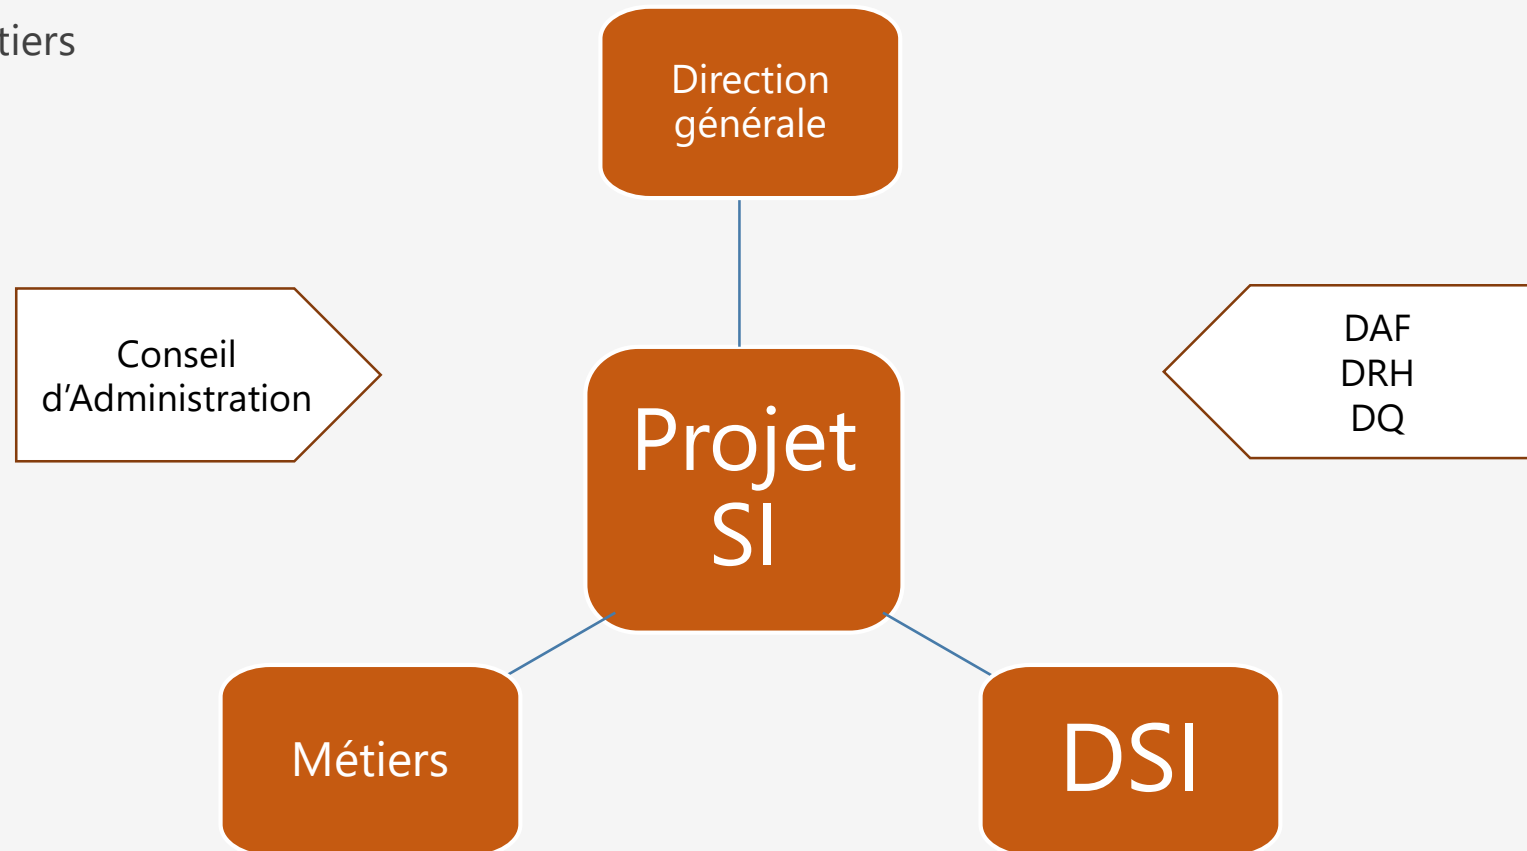 tiers
Direction
générale
Conseil
d’Administration
DAF
DRH
DQ
Projet
SI
Métiers
DSI